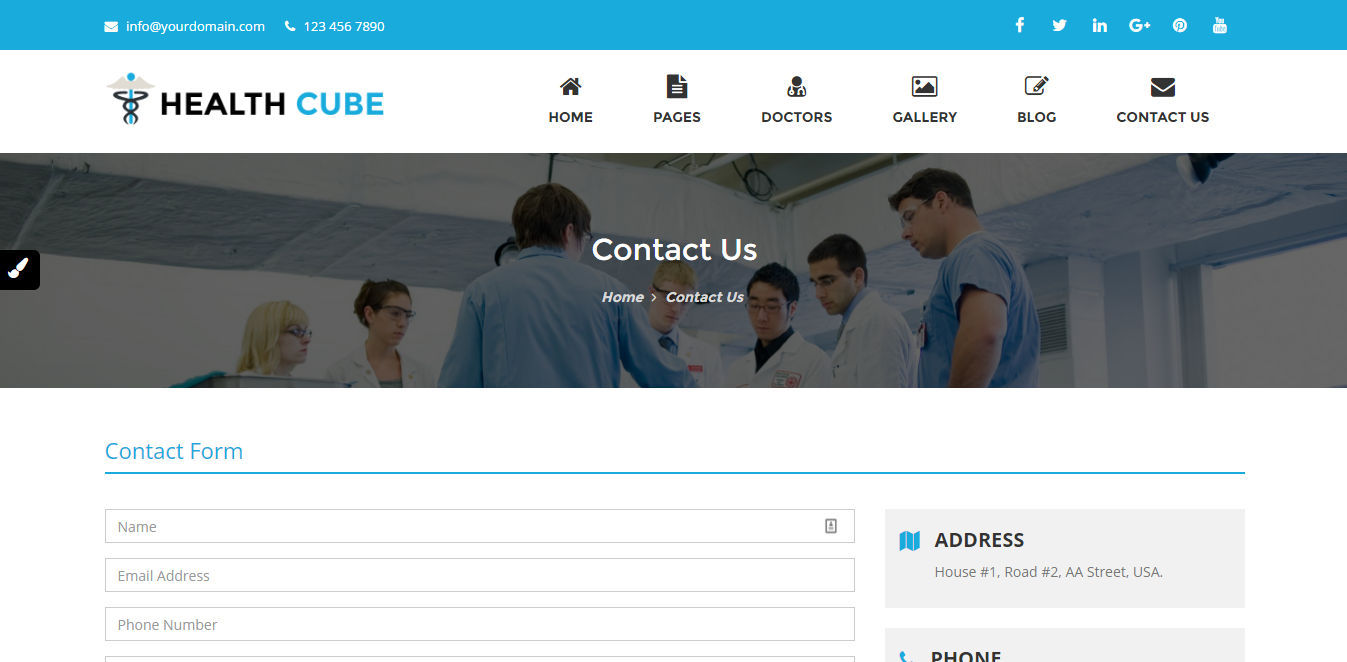 info@yourdomain.com 123 456 7890
HEALTH CUBE
HOME PAGES DOCTORS GALLERY BLOG CONTACT US
Contact Us
Home > Contact Us
Contact Form
Name
Email Address
Phone Number
ADDRESS
House #1, Road #2, AA Street, USA.
PHONE